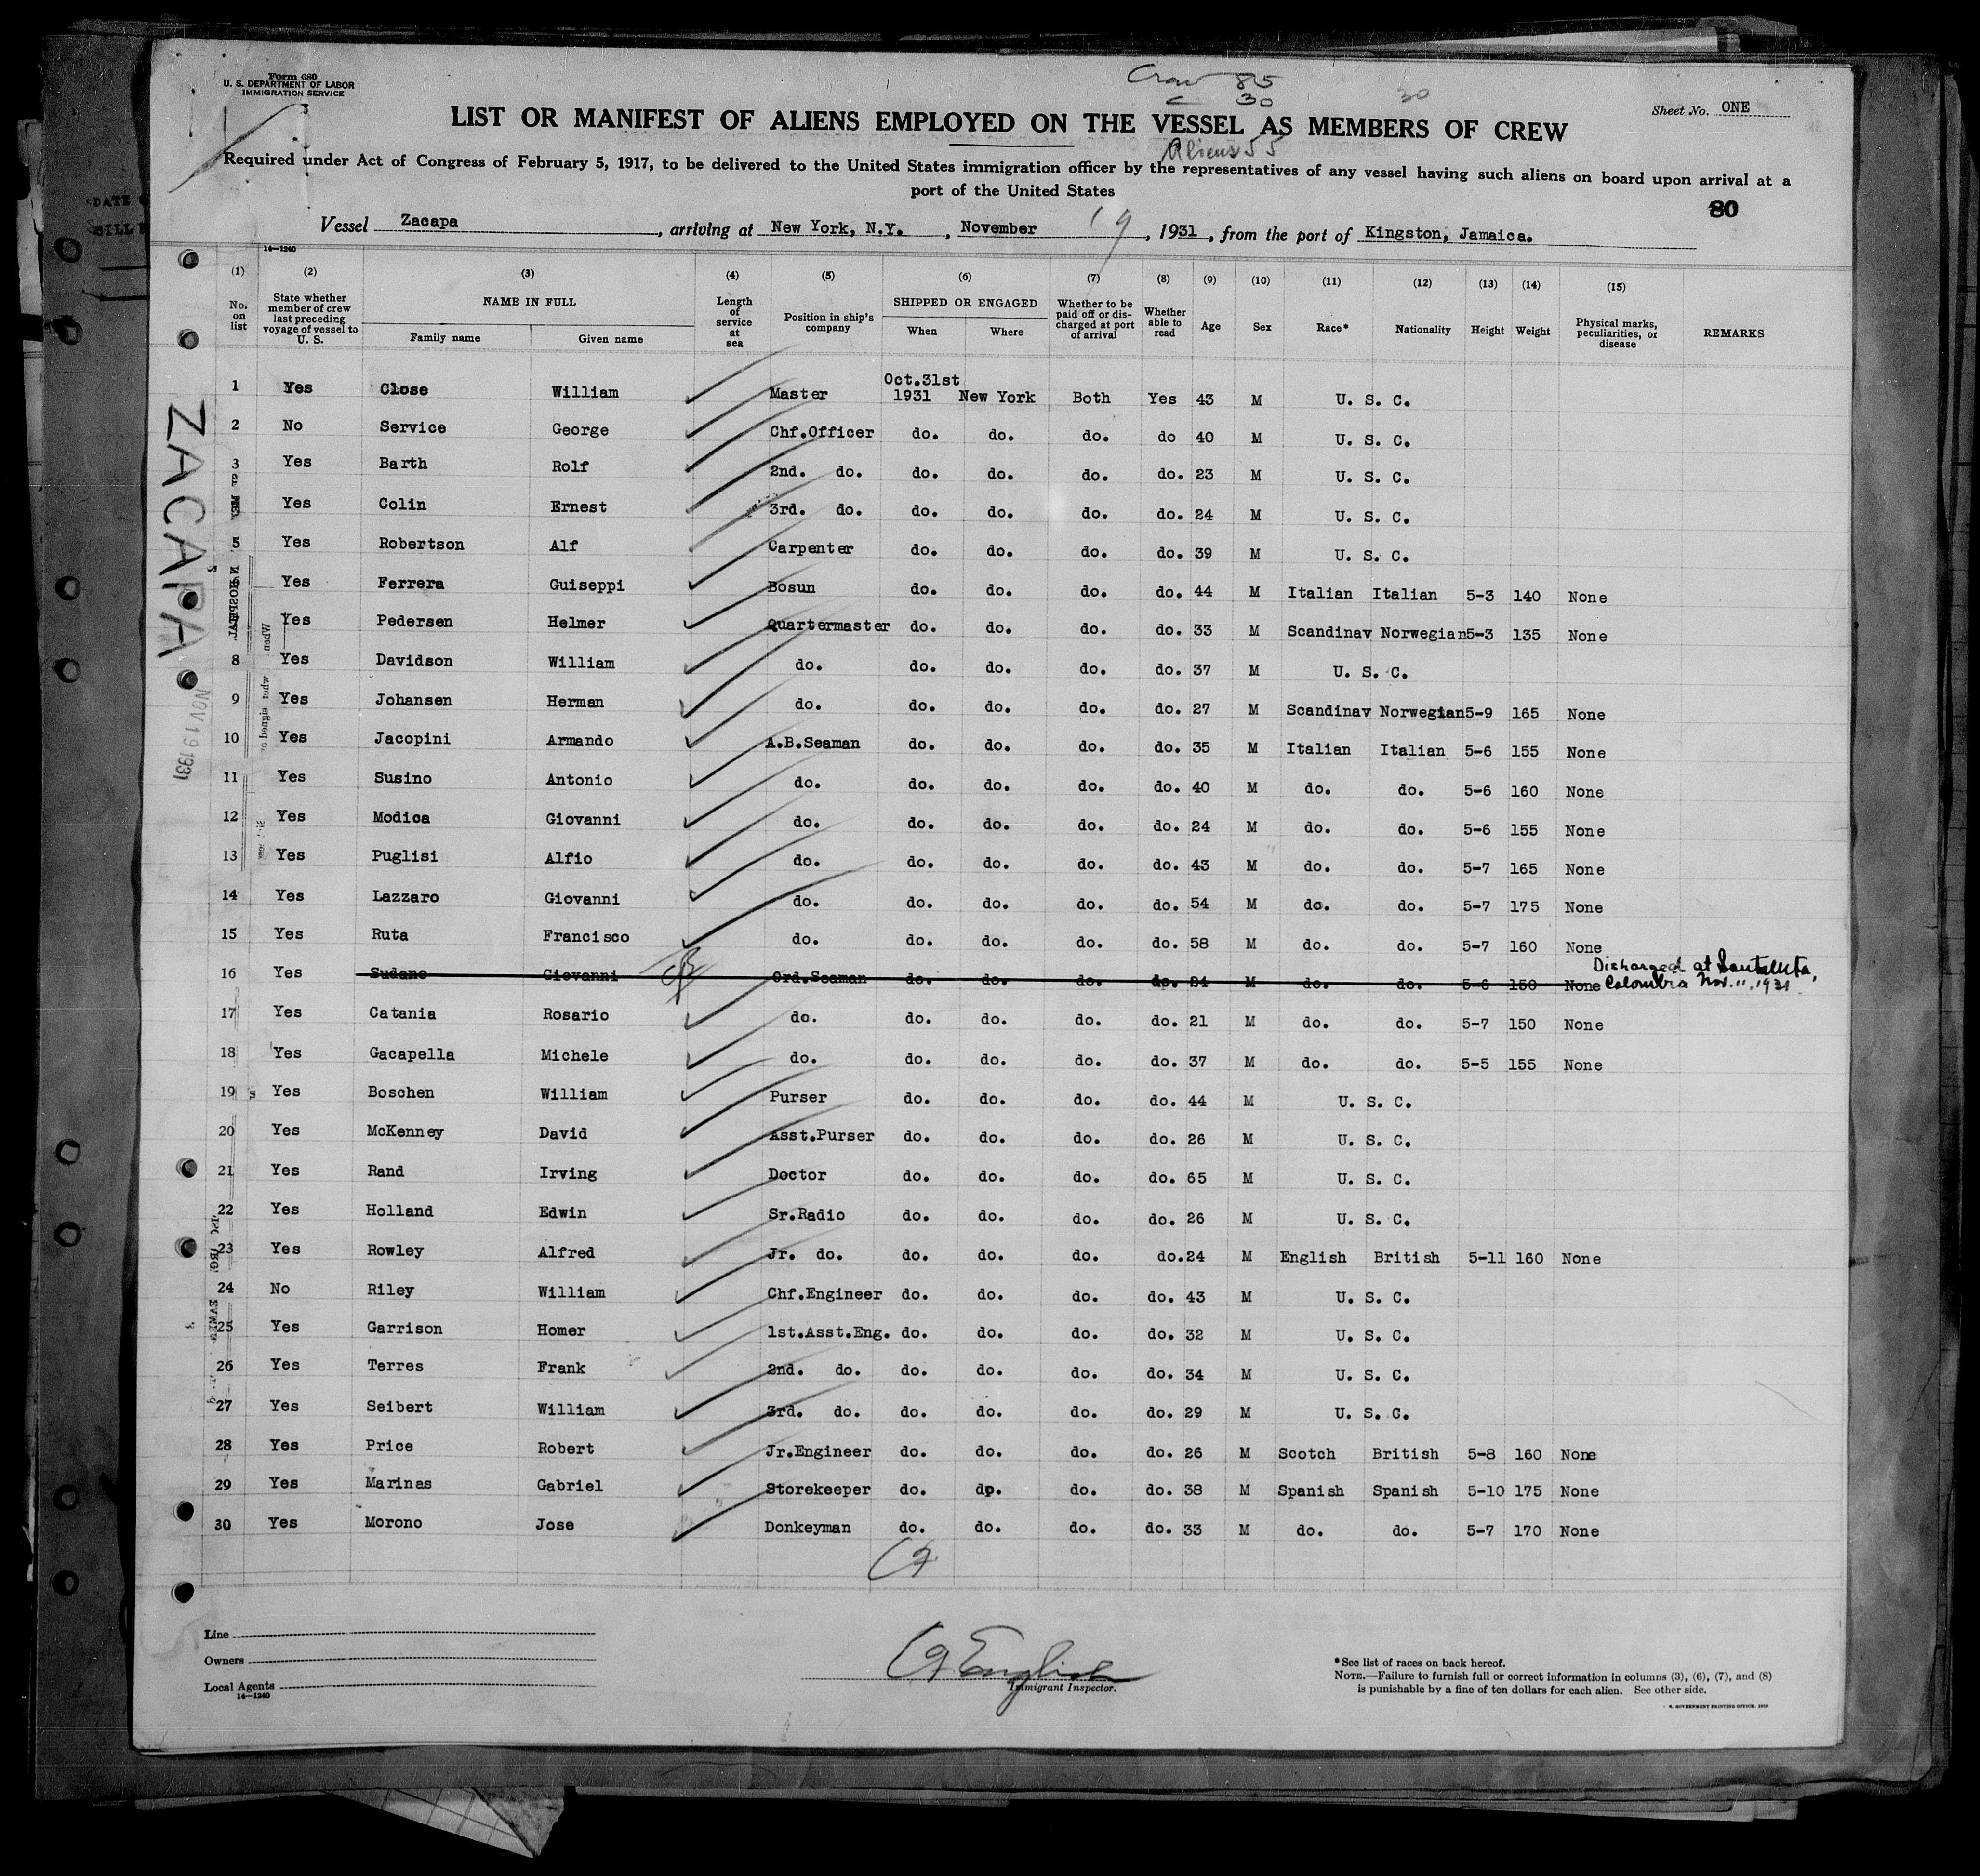 Form 680
U. S. DEPARTMENT OF LABOR
IMMIGRATION SERVICE
Crew 85
c 30
30
Sheet No. ONE
LIST OR MANIFEST OF ALIENS EMPLOYED ON THE VESSEL AS MEMBERS OF CREW
Aliens 55
Required under Act of Congress of February 5, 1917, to be delivered to the United States immigration officer by the representatives of any vessel having such aliens on board upon arrival at a
port of the United States
80
Vessel Zacapa, arriving at New York, N.Y., November 19, 1931, from the port of Kingston, Jamaica.
14-1240
(1) (2) (3) (4) (5) (6) (7) (8) (9) (10) (11) (12) (13) (14) (15)
No. on list State whether member of crew last preceding voyage of vessel to U. S. NAME IN FULL Family name Given name Length of service at sea Position in ship's company SHIPPED OR ENGAGED When Where Whether to be paid off or discharged at port of arrival Whether able to read Age Sex Race* Nationality Height Weight Physical marks, peculiarities, or disease REMARKS
1 Yes Close William Master Oct.31st 1931 New York Both Yes 43 M U. S. C.
2 No Service George Chf.Officer do. do. do. do 40 M U. S. C.
3 Yes Barth Rolf 2nd. do. do. do. do. do. 23 M U. S. C.
Yes Colin Ernest 3rd. do. do. do. do. do. 24 M U. S. C.
5 Yes Robertson Alf Carpenter do. do. do. do. 39 M U. S. C.
6 Yes Ferrera Guiseppi Bosun do. do. do. do. 44 M Italian Italian 5-3 140 None
Yes Pedersen Helmer Quartermaster do. do. do. do. 33 M Scandinav Norwegian 5-3 135 None
8 Yes Davidson William do. do. do. do. do. 37 M U. S. C.
9 Yes Johansen Herman do. do. do. do. do. 27 M Scandinav Norwegian 5-9 165 None
10 Yes Jacopini Armando A.B.Seaman do. do. do. do. 35 M Italian Italian 5-6 155 None
11 Yes Susino Antonio do. do. do. do. do. 40 M do. do. 5-6 160 None
12 Yes Modica Giovanni do. do. do. do. do. 24 M do. do. 5-6 155 None
13 Yes Puglisi Alfio do. do. do. do. do. 43 M do. do. 5-7 165 None
14 Yes Lazzaro Giovanni do. do. do. do. do. 54 M do. do. 5-7 175 None
15 Yes Ruta Francisco do. do. do. do. do. 58 M do. do. 5-7 160 None
16 Yes Sudano Giovanni Ord.Seaman do. do. do. do. 24 M do. do. 5-6 150 None Discharged at Santa Marta, Colombia Nov. 11, 1931
17 Yes Catania Rosario do. do. do. do. do. 21 M do. do. 5-7 150 None
18 Yes Gacapella Michele do. do. do. do. do. 37 M do. do. 5-5 155 None
19 Yes Boschen William Purser do. do. do. do. 44 M U. S. C.
20 Yes McKenney David Asst.Purser do. do. do. do. 26 M U. S. C.
21 Yes Rand Irving Doctor do. do. do. do. 65 M U. S. C.
22 Yes Holland Edwin Sr.Radio do. do. do. do. 26 M U. S. C.
23 Yes Rowley Alfred Jr. do. do. do. do. do. 24 M English British 5-11 160 None
24 No Riley William Chf.Engineer do. do. do. do. 43 M U. S. C.
25 Yes Garrison Homer 1st.Asst.Eng. do. do. do. do. 32 M U. S. C.
26 Yes Terres Frank 2nd. do. do. do. do. do. 34 M U. S. C.
27 Yes Seibert William 3rd. do. do. do. do. do. 29 M U. S. C.
28 Yes Price Robert Jr.Engineer do. do. do. do. 26 M Scotch British 5-8 160 None
29 Yes Marinas Gabriel Storekeeper do. do. do. do. 38 M Spanish Spanish 5-10 175 None
30 Yes Morono Jose Donkeyman do. do. do. do. 33 M do. do. 5-7 170 None
ZACAPA
NOV 19 1931
Line
Owners
Local Agents
14-1240
English
Immigrant Inspector.
*See list of races on back hereof.
NOTE.—Failure to furnish full or correct information in columns (3), (6), (7), and (8)
is punishable by a fine of ten dollars for each alien. See other side.